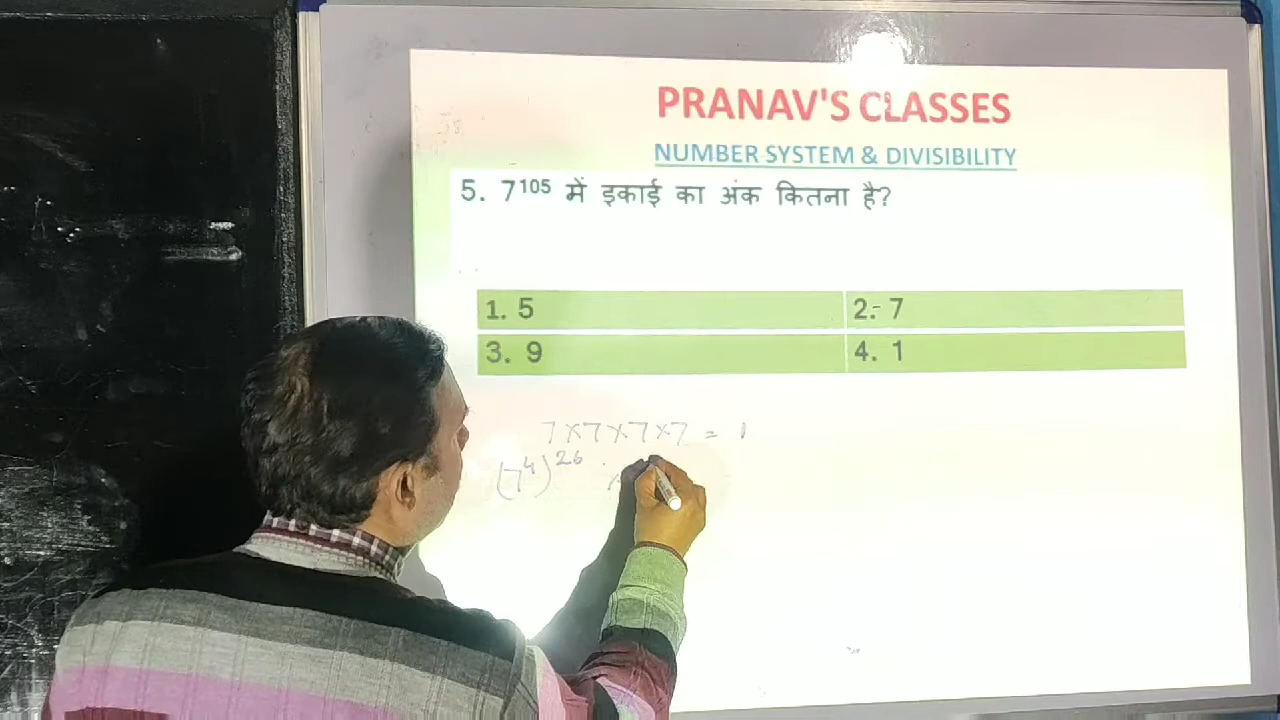 PRANAV'S CLASSES
NUMBER SYSTEM & DIVISIBILITY
5. 7¹⁰⁵ में इकाई का अंक कितना है?
1. 5
2. 7
3. 9
4. 1
7×7×7×7 = 1
(7⁴)²⁶ ×